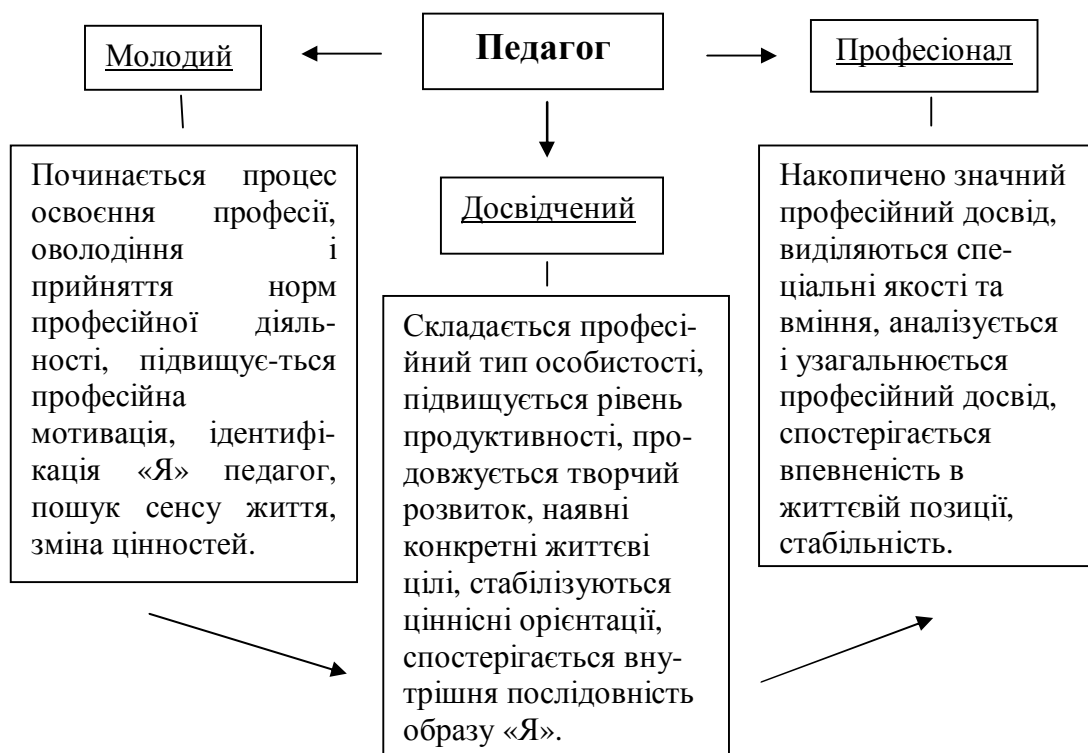 Педагог
Молодий
Професіонал
Досвідчений
Починається процес
освоєння професії,
оволодіння і
прийняття норм
професійної діяль-
ності, підвищує-ться
професійна
мотивація, ідентифі-
кація «Я» педагог,
пошук сенсу життя,
зміна цінностей.
Складається професі-
йний тип особистості,
підвищується рівень
продуктивності, про-
довжується творчий
розвиток, наявні
конкретні життєві
цілі, стабілізуються
ціннісні орієнтації,
спостерігається вну-
трішня послідовність
образу «Я».
Накопичено значний
професійний досвід,
виділяються спе-
ціальні якості та
вміння, аналізується
і узагальнюється
професійний досвід,
спостерігається
впевненість в
життєвій позиції,
стабільність.